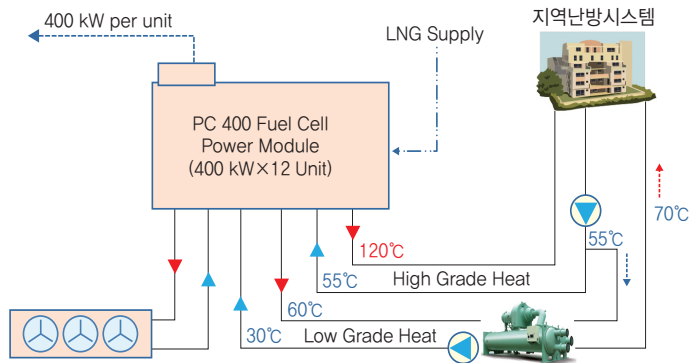 400 kW per unit
LNG Supply
지역난방시스템
PC 400 Fuel Cell
Power Module
(400 kW×12 Unit)
70℃
55℃
120℃
55℃
High Grade Heat
60℃
30℃
Low Grade Heat